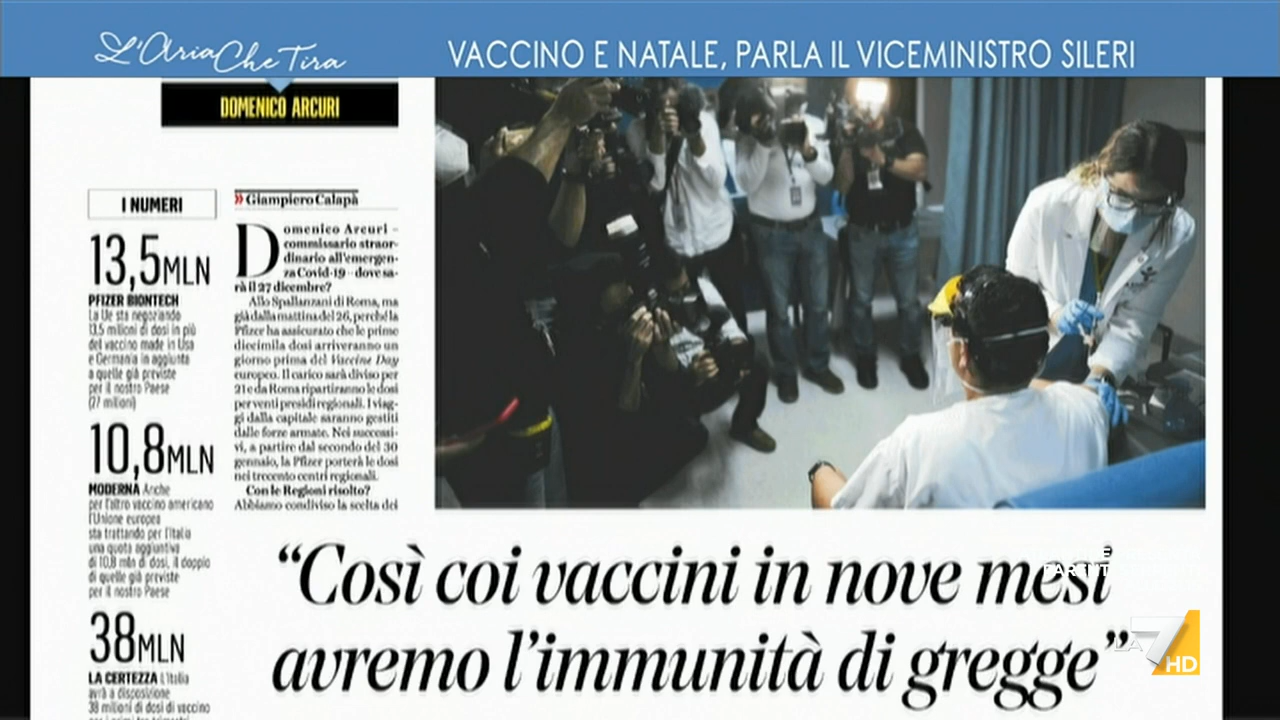 L'Aria Che Tira
VACCINO E NATALE, PARLA IL VICEMINISTRO SILERI
DOMENICO ARCURI
I NUMERI
13,5MLN
PFIZER BIONTECH
La Ue sta negoziando
13,5 milioni di dosi in più
del vaccino made in Usa
e Germania in aggiunta
a quelle già previste
per il nostro Paese
(27 milioni)
10,8MLN
MODERNA Anche
per l'altro vaccino americano
l'Unione europea
sta trattando per l'Italia
una quota aggiuntiva
di 10,8 mln di dosi, il doppio
di quelle già previste
per il nostro Paese
38MLN
LA CERTEZZA L'Italia
avrà a disposizione
38 milioni di dosi di vaccino
» Giampiero Calapà
Domenico Arcuri –
commissario straor-
dinario all'emergen-
za Covid-19 – dove sa-
rà il 27 dicembre?
Allo Spallanzani di Roma, ma
già dalla mattina del 26, perché la
Pfizer ha assicurato che le prime
diecimila dosi arriveranno un
giorno prima del Vaccine Day
europeo. Il carico sarà diviso per
21 e da Roma ripartiranno le dosi
per venti presidi regionali. I viag-
gi dalla capitale saranno gestiti
dalle forze armate. Nei successi-
vi, a partire dal secondo del 30
gennaio, la Pfizer porterà le dosi
nei trecento centri regionali.
Con le Regioni risolto?
Abbiamo condiviso la scelta dei
“Così coi vaccini in nove mesi
avremo l'immunità di gregge”
PARENT
LA 7 HD